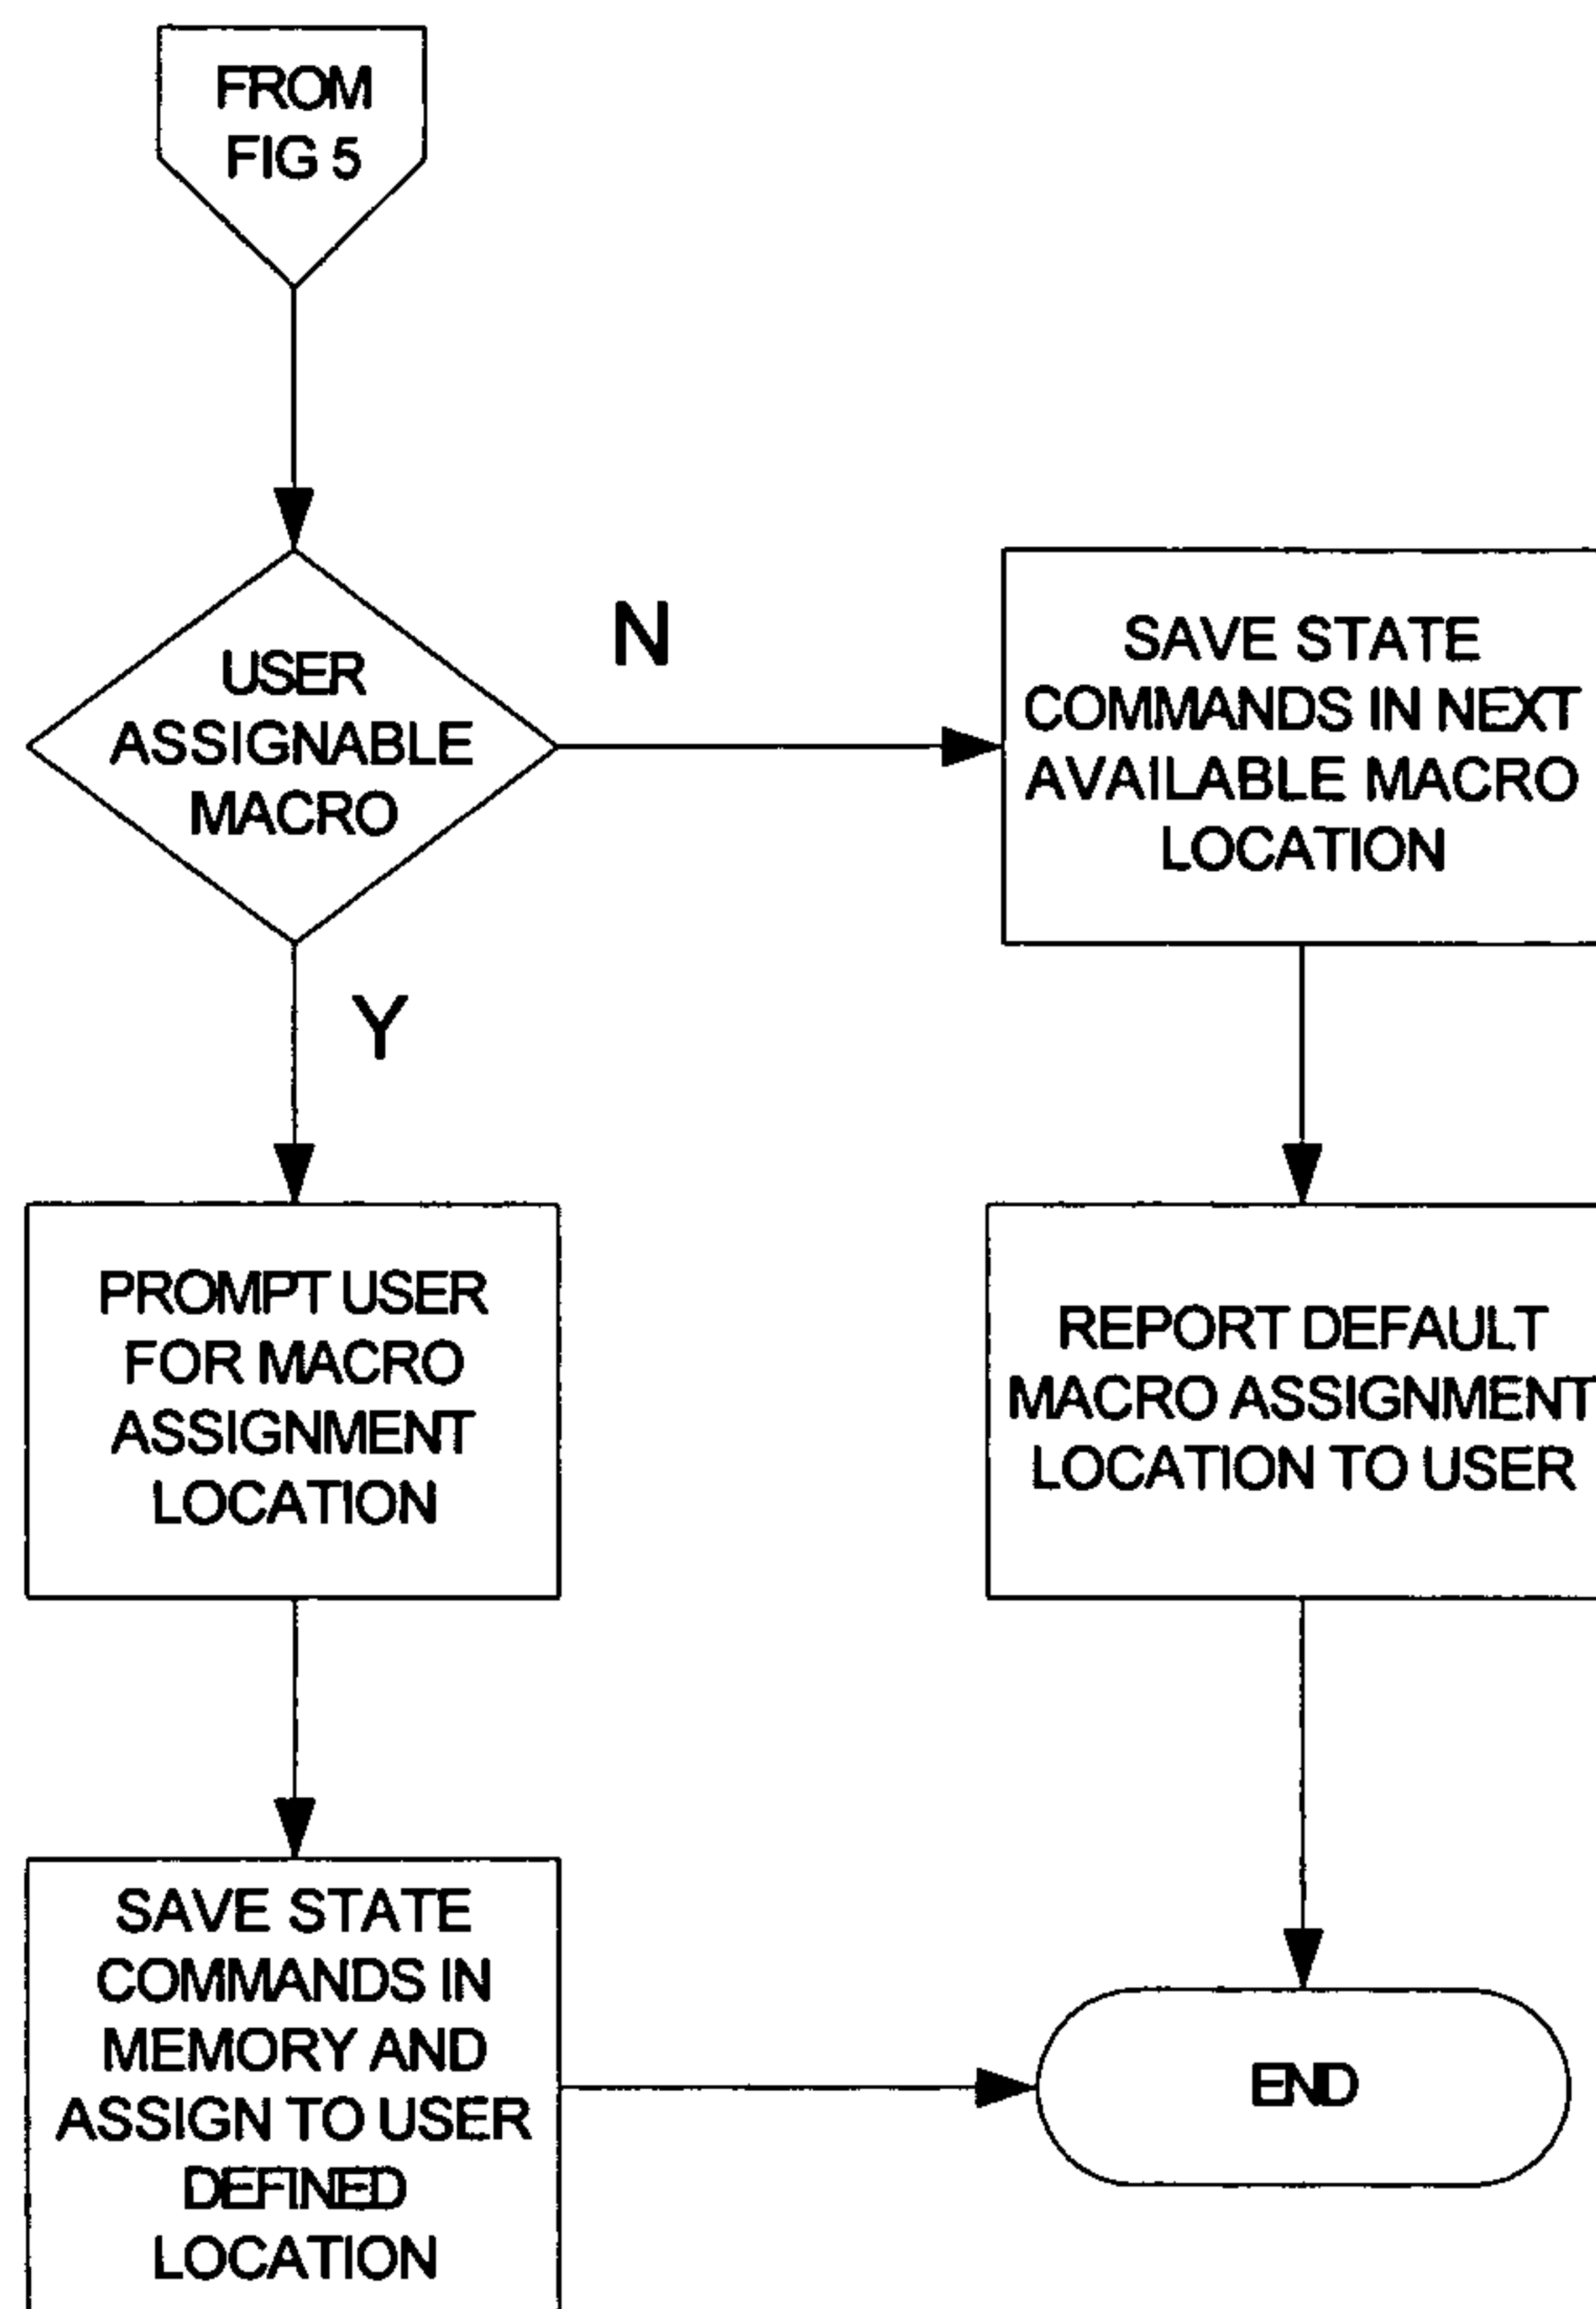 FROM
FIG 5
USER
ASSIGNABLE
MACRO
N
SAVE STATE
COMMANDS IN NEXT
AVAILABLE MACRO
LOCATION
Y
PROMPT USER
FOR MACRO
ASSIGNMENT
LOCATION
REPORT DEFAULT
MACRO ASSIGNMENT
LOCATION TO USER
SAVE STATE
COMMANDS IN
MEMORY AND
ASSIGN TO USER
DEFINED
LOCATION
END